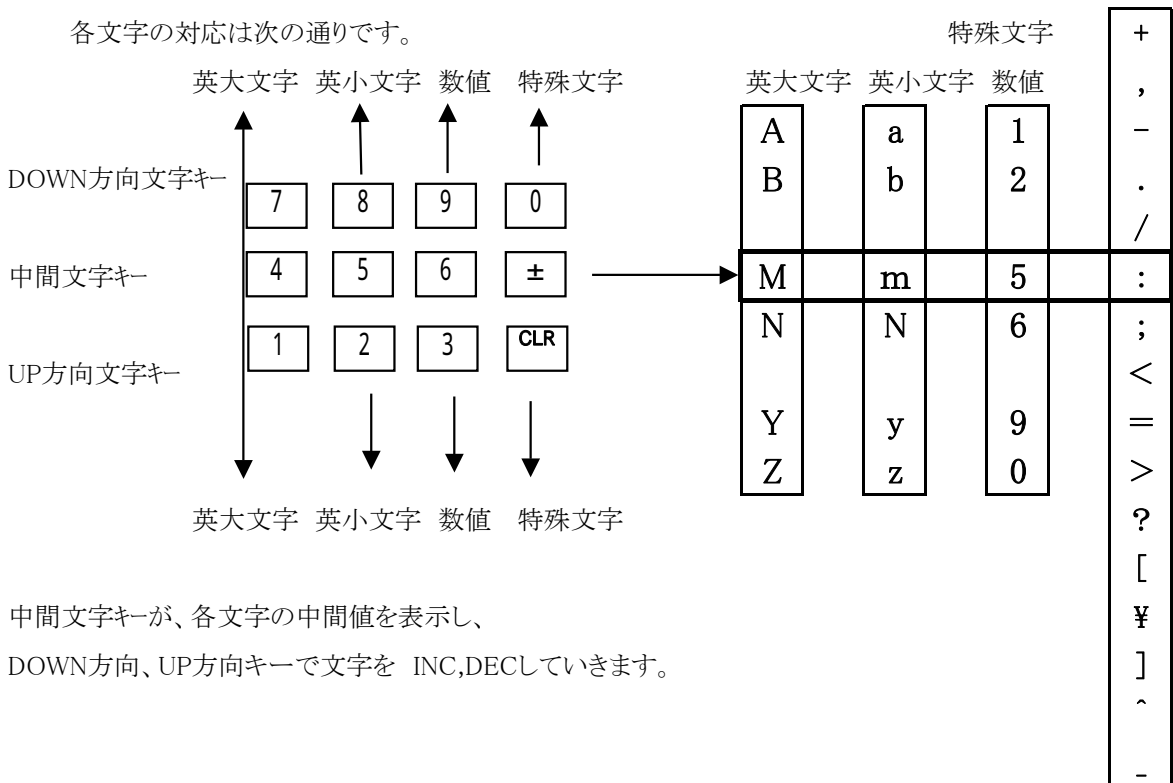 各文字の対応は次の通りです。
英大文字 英小文字 数値 特殊文字
DOWN方向文字キー
7 8 9 0
中間文字キー
4 5 6 ±
1 2 3 CLR
UP方向文字キー
英大文字 英小文字 数値 特殊文字
特殊文字
英大文字 英小文字 数値
A a 1
B b 2
M m 5
N N 6
Y y 9
Z z 0
+
,
-
.
/
:
;
<
=
>
?
[
¥
]
^
-
中間文字キーが、各文字の中間値を表示し、
DOWN方向、UP方向キーで文字を INC,DECしていきます。